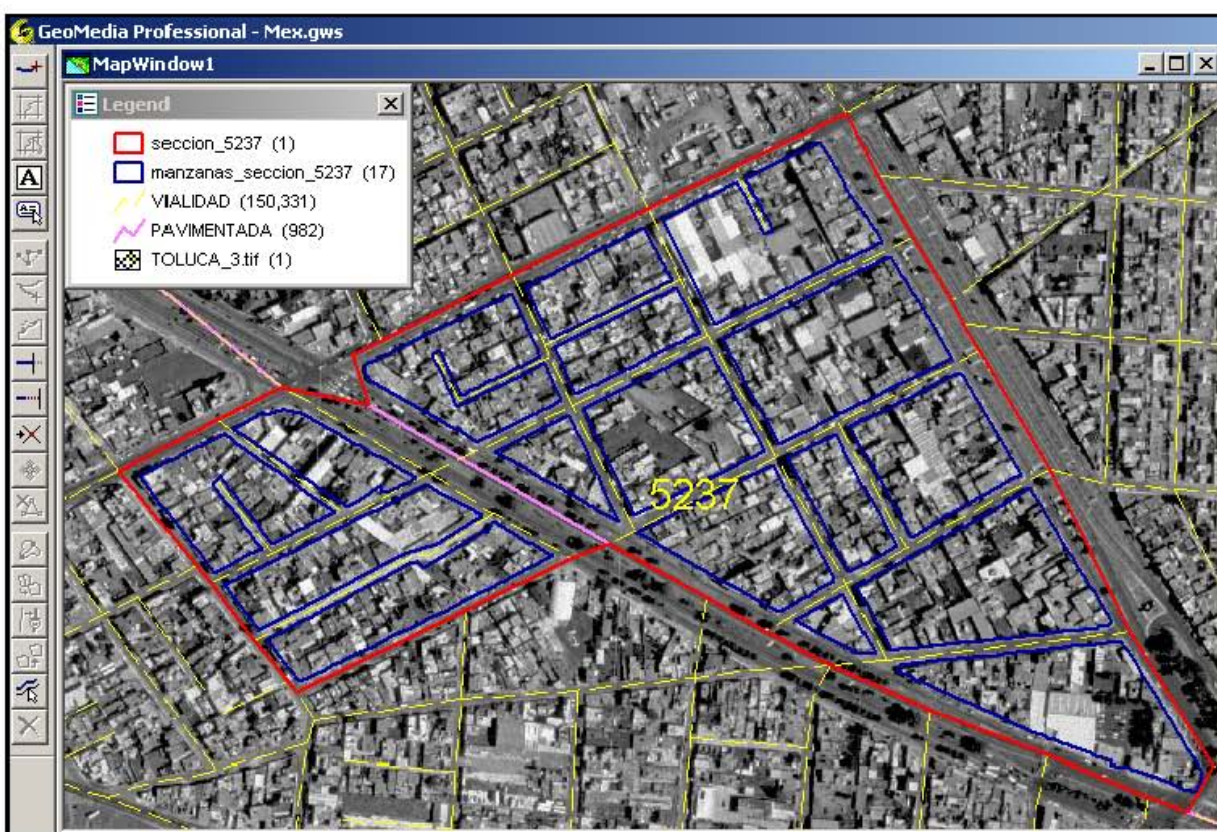 GeoMedia Professional - Mex.gws
MapWindow1
Legend
seccion_5237 (1)
manzanas_seccion_5237 (17)
VIALIDAD (150,331)
PAVIMENTADA (982)
TOLUCA_3.tif (1)
A
5237